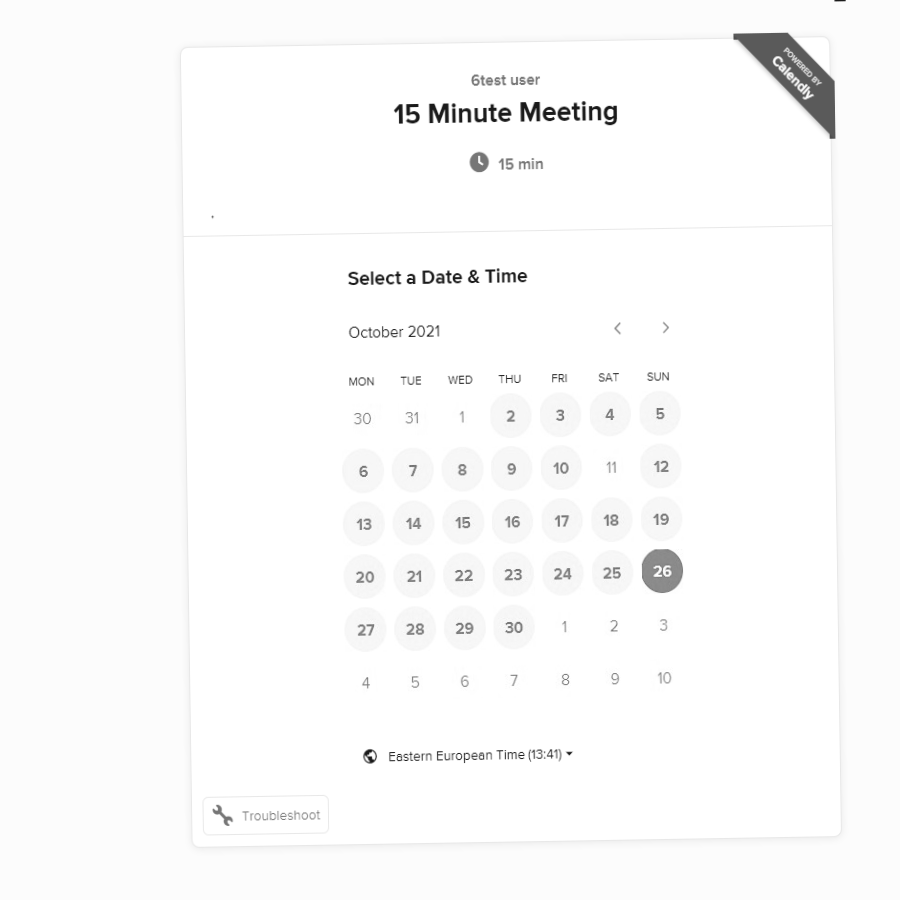 POWERED BY
Calendly
6test user
15 Minute Meeting
15 min
Select a Date & Time
October 2021
MON TUE WED THU FRI SAT SUN
30 31 1 2 3 4 5
6 7 8 9 10 11 12
13 14 15 16 17 18 19
20 21 22 23 24 25 26
27 28 29 30 1 2 3
4 5 6 7 8 9 10
Eastern European Time (13:41)
Troubleshoot